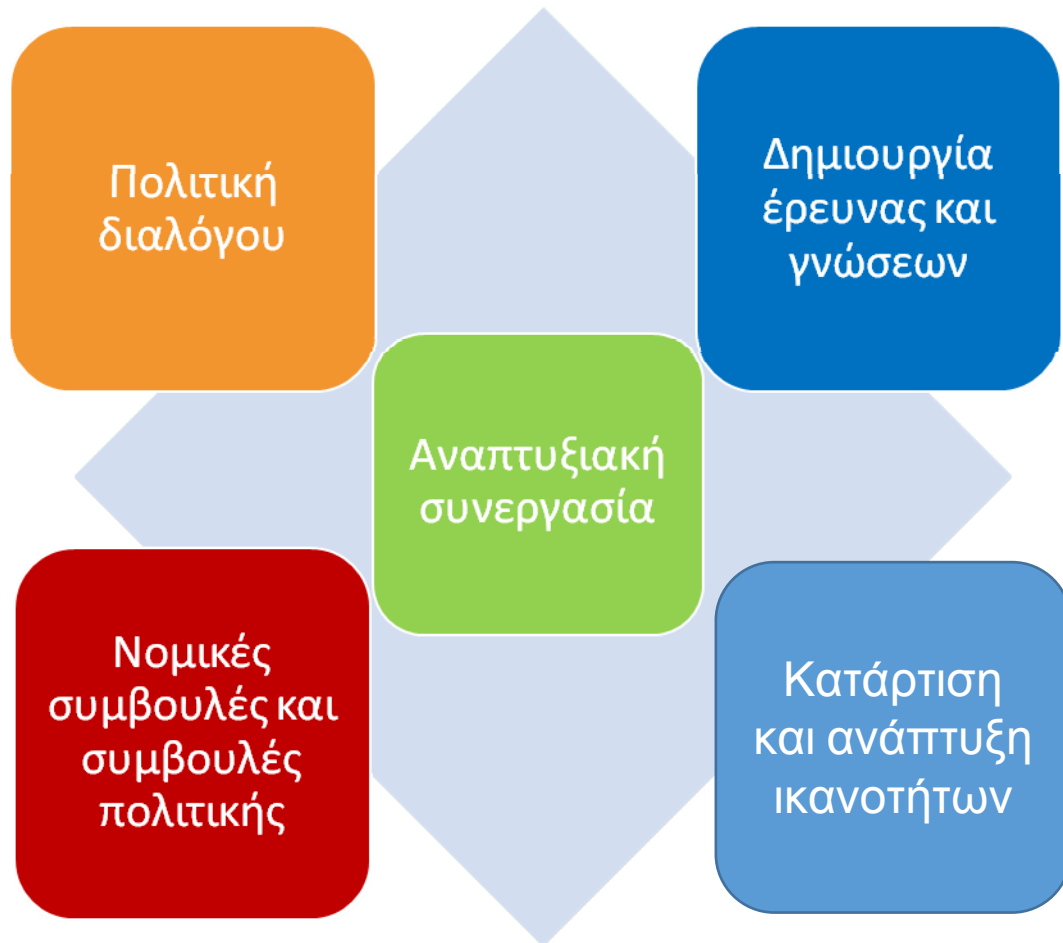 Πολιτική
διαλόγου
Δημιουργία
έρευνας και
γνώσεων
Αναπτυξιακή
συνεργασία
Νομικές
συμβουλές και
συμβουλές
πολιτικής
Κατάρτιση
και ανάπτυξη
ικανοτήτων